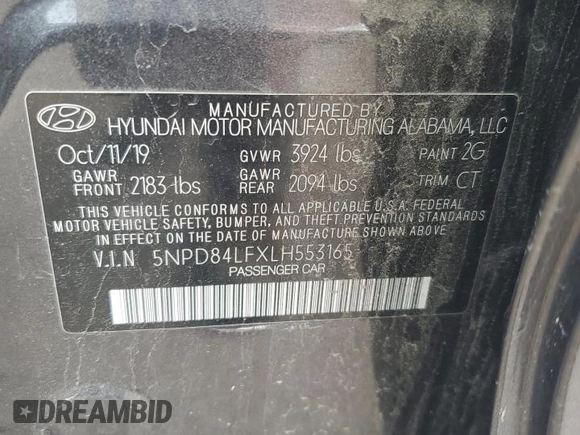 MANUFACTURED BY
HYUNDAI MOTOR MANUFACTURING ALABAMA, LLC
Oct/11/19 GVWR 3924 lbs PAINT 2G
GAWR FRONT 2183 lbs GAWR REAR 2094 lbs TRIM CT
THIS VEHICLE CONFORMS TO ALL APPLICABLE U.S.A. FEDERAL
MOTOR VEHICLE SAFETY, BUMPER, AND THEFT PREVENTION STANDARDS
IN EFFECT ON THE DATE OF MANUFACTURE SHOWN ABOVE
V.I.N 5NPD84LFXLH553165
PASSENGER CAR
DREAMBID